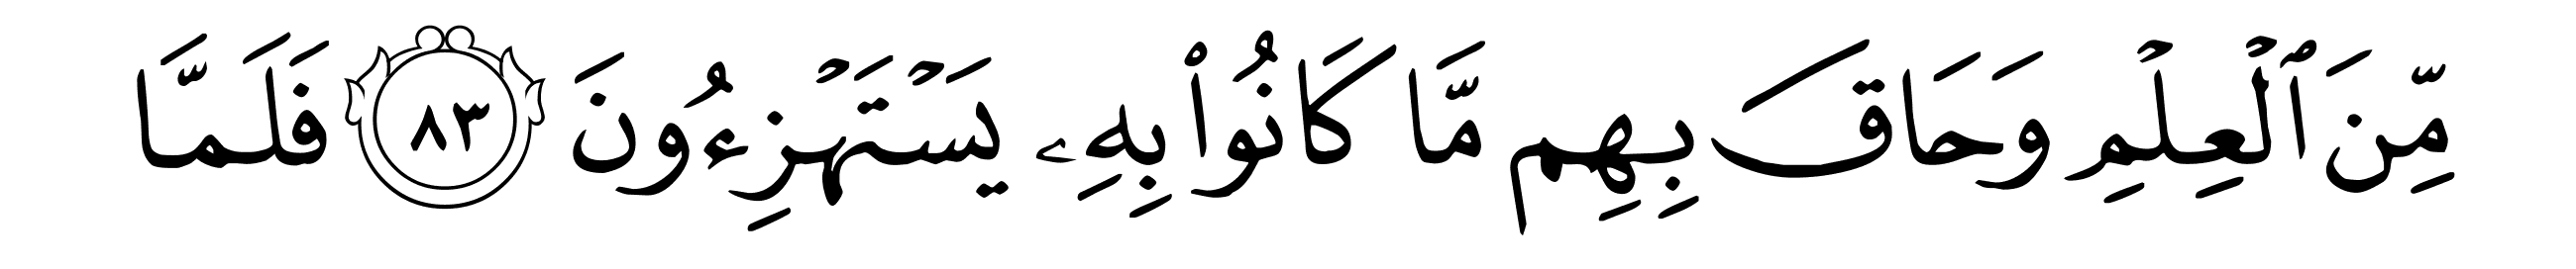 مِّنَ ٱلۡعِلۡمِ وَحَاقَ بِهِم مَّا كَانُواْ بِهِۦ يَسۡتَهۡزِءُونَ ٨٣ فَلَمَّا